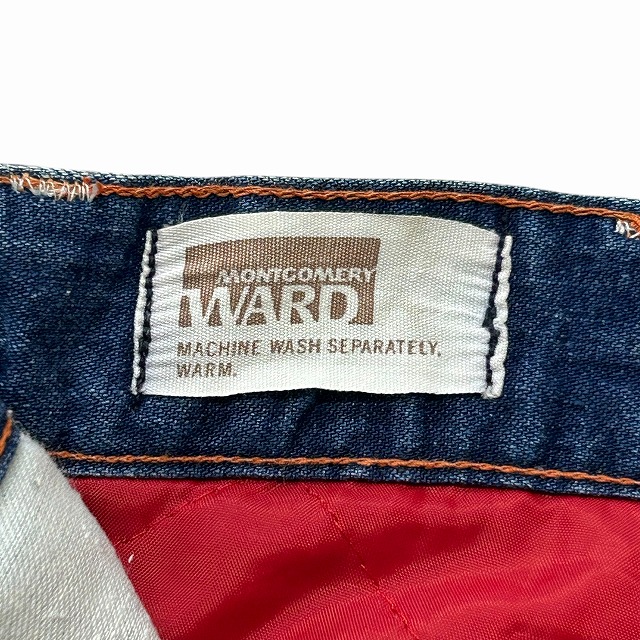 MONTGOMERY
WARD
MACHINE WASH SEPARATELY,
WARM.